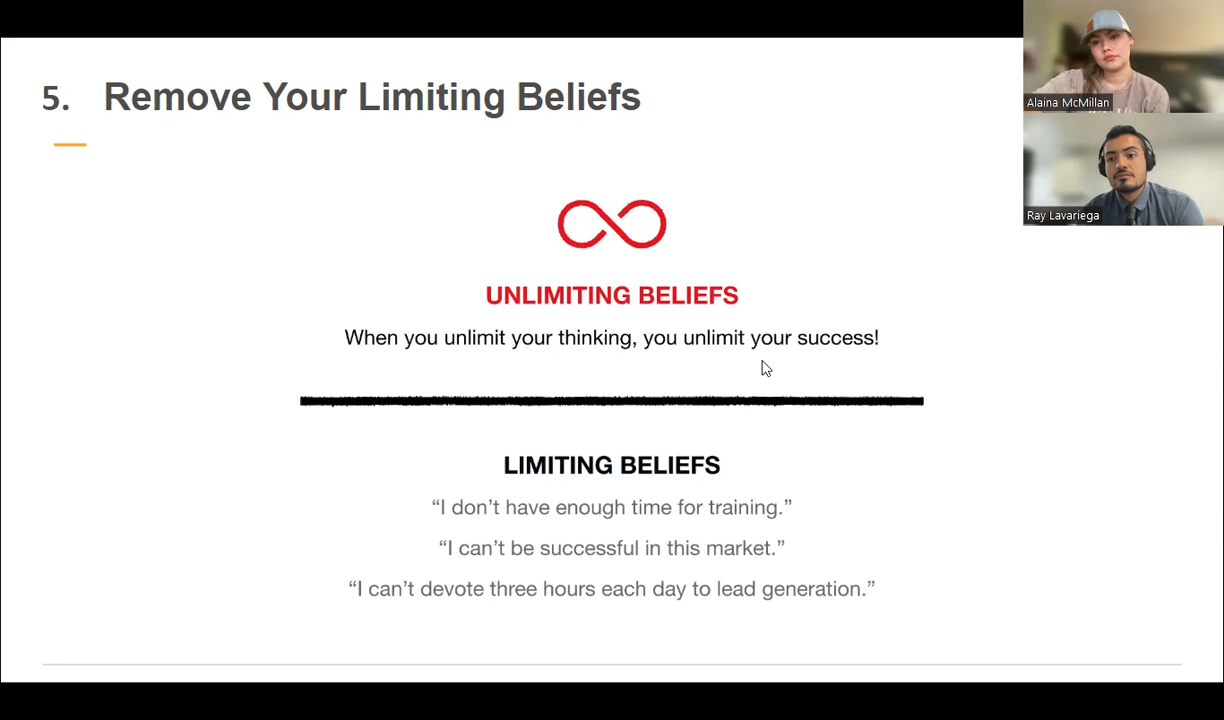 5. Remove Your Limiting Beliefs
Alaina McMillan
Ray Lavariega
UNLIMITING BELIEFS
When you unlimit your thinking, you unlimit your success!
LIMITING BELIEFS
“I don’t have enough time for training.”
“I can’t be successful in this market.”
“I can’t devote three hours each day to lead generation.”